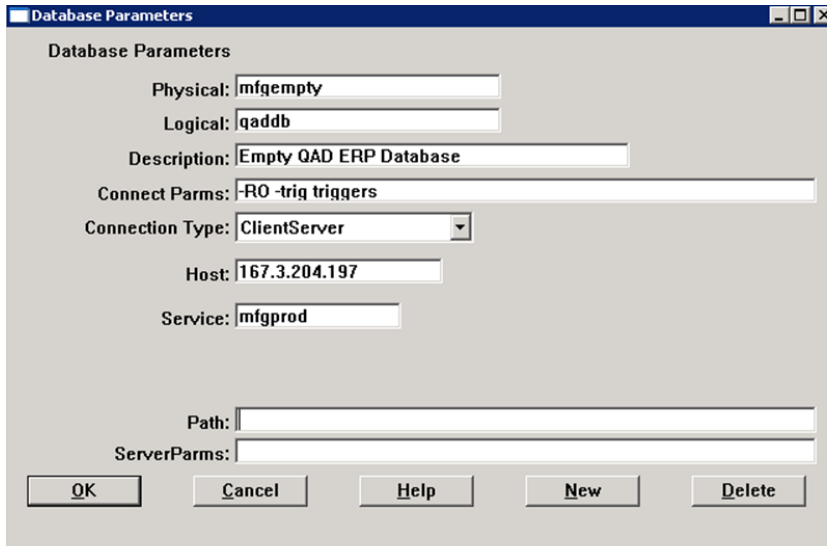 Database Parameters
Database Parameters
Physical: mfgempty
Logical: qaddb
Description: Empty QAD ERP Database
Connect Parms: -RO -trig triggers
Connection Type: ClientServer
Host: 167.3.204.197
Service: mfgprod
Path:
ServerParms:
OK Cancel Help New Delete